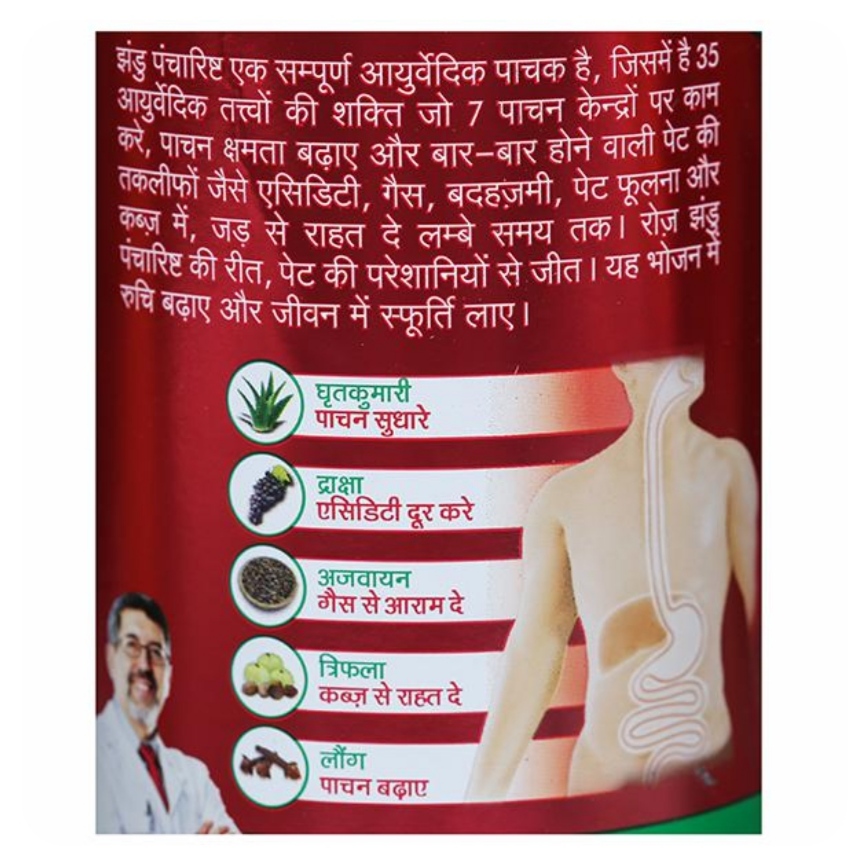 झंडु पंचारिष्ट एक सम्पूर्ण आयुर्वेदिक पाचक है, जिसमें है 35
आयुर्वेदिक तत्त्वों की शक्ति जो 7 पाचन केन्द्रों पर काम
करे, पाचन क्षमता बढ़ाए और बार-बार होने वाली पेट की
तकलीफों जैसे एसिडिटी, गैस, बदहज़मी, पेट फूलना और
कब्ज़ में, जड़ से राहत दे लम्बे समय तक। रोज़ झंडु
पंचारिष्ट की रीत, पेट की परेशानियों से जीत। यह भोजन में
रुचि बढ़ाए और जीवन में स्फूर्ति लाए।
घृतकुमारी
पाचन सुधारे
द्राक्षा
एसिडिटी दूर करे
अजवायन
गैस से आराम दे
त्रिफला
कब्ज़ से राहत दे
लौंग
पाचन बढ़ाए